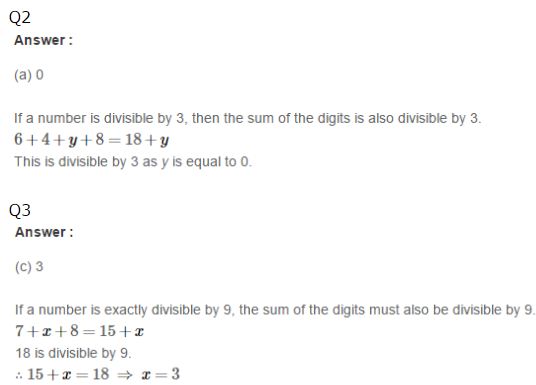 Q2
Answer :
(a) 0
If a number is divisible by 3, then the sum of the digits is also divisible by 3.
6 + 4 + y + 8 = 18 + y
This is divisible by 3 as y is equal to 0.
Q3
Answer :
(c) 3
If a number is exactly divisible by 9, the sum of the digits must also be divisible by 9.
7 + x + 8 = 15 + x
18 is divisible by 9.
∴ 15 + x = 18 ⇒ x = 3